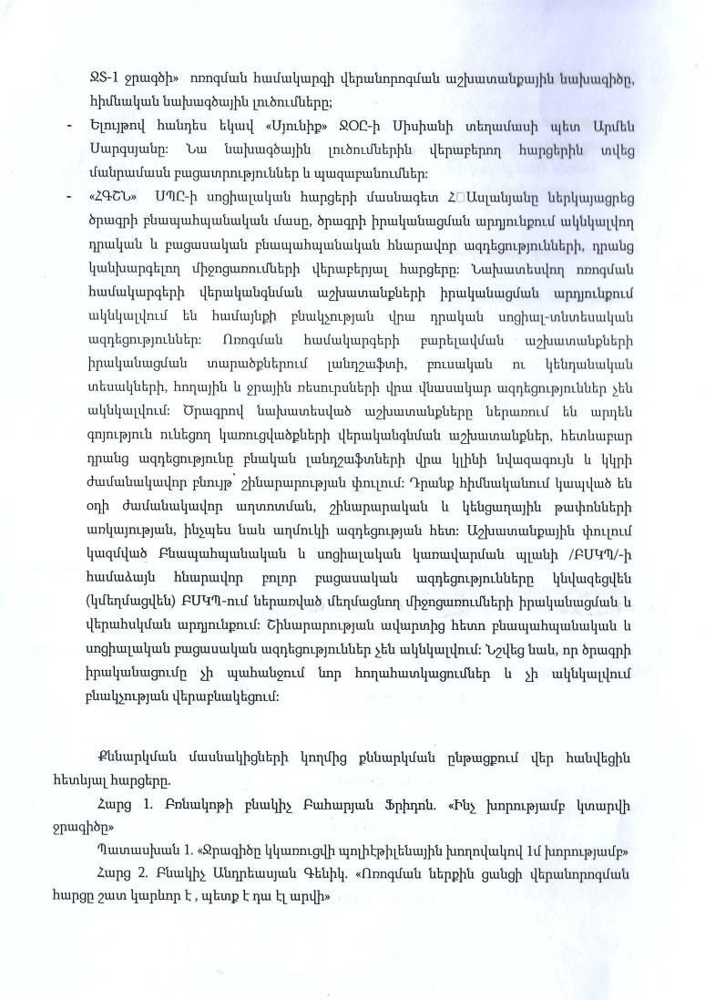 ՋՏ-1 ջրագծի» ոռոգման համակարգի վերանորոգման աշխատանքային նախագիծը,
հիմնական նախագծային լուծումները;
- Ելույթով հանդես եկավ «Սյունիք» ՋՕԸ-ի Սիսիանի տեղամասի պետ Արմեն
Սարգսյանը։ Նա նախագծային լուծումներին վերաբերող հարցերին տվեց
մանրամասն բացատրություններ և պազաբանումներ։
- «ՀԳՇՆ» ՍՊԸ-ի սոցիալական հարցերի մասնագետ Հ□Ասլանյանը ներկայացրեց
ծրագրի բնապահպանական մասը, ծրագրի իրականացման արդյունքում ակնկալվող
դրական և բացասական բնապահպանական հնարավոր ազդեցությունների, դրանց
կանխարգելող միջոցառումների վերաբերյալ հարցերը։ Նախատեսվող ոռոգման
համակարգերի վերականգնման աշխատանքների իրականացման արդյունքում
ակնկալվում են համայնքի բնակչության վրա դրական սոցիալ-տնտեսական
ազդեցություններ։ Ոռոգման համակարգերի բարելավման աշխատանքների
իրականացման տարածքներում լանդշաֆտի, բուսական ու կենդանական
տեսակների, հողային և ջրային ռեսուրսների վրա վնասակար ազդեցություններ չեն
ակնկալվում։ Ծրագրով նախատեսված աշխատանքները ներառում են արդեն
գոյություն ունեցող կառուցվածքների վերականգնման աշխատանքներ, հետևաբար
դրանց ազդեցությունը բնական լանդշաֆտների վրա կլինի նվազագույն և կկրի
ժամանակավոր բնույթ՝ շինարարության փուլում։ Դրանք հիմնականում կապված են
օդի ժամանակավոր աղտոտման, շինարարական և կենցաղային թափոնների
առկայության, ինչպես նաև աղմուկի ազդեցության հետ։ Աշխատանքային փուլում
կազմված Բնապահպանական և սոցիալական կառավարման պլանի /ԲՍԿՊ/-ի
համաձայն հնարավոր բոլոր բացասական ազդեցությունները կնվազեցվեն
(կմեղմացվեն) ԲՍԿՊ-ում ներառված մեղմացնող միջոցառումների իրականացման և
վերահսկման արդյունքում։ Շինարարության ավարտից հետո բնապահպանական և
սոցիալական բացասական ազդեցություններ չեն ակնկալվում։ Նշվեց նաև, որ ծրագրի
իրականացումը չի պահանջում նոր հողահատկացումներ և չի ակնկալվում
բնակչության վերաբնակեցում։
Քննարկման մասնակիցների կողմից քննարկման ընթացքում վեր հանվեցին
հետևյալ հարցերը.
Հարց 1. Բռնակոթի բնակիչ Բահարյան Ֆրիդոն. «Ինչ խորությամբ կտարվի
ջրագիծը»
Պատասխան 1. «Ջրագիծը կկառուցվի պոլիէթիլենային խողովակով 1մ խորությամբ»
Հարց 2. Բնակիչ Անդրեասյան Գենիկ. «Ոռոգման ներքին ցանցի վերանորոգման
հարցը շատ կարևոր է , պետք է դա էլ արվի»